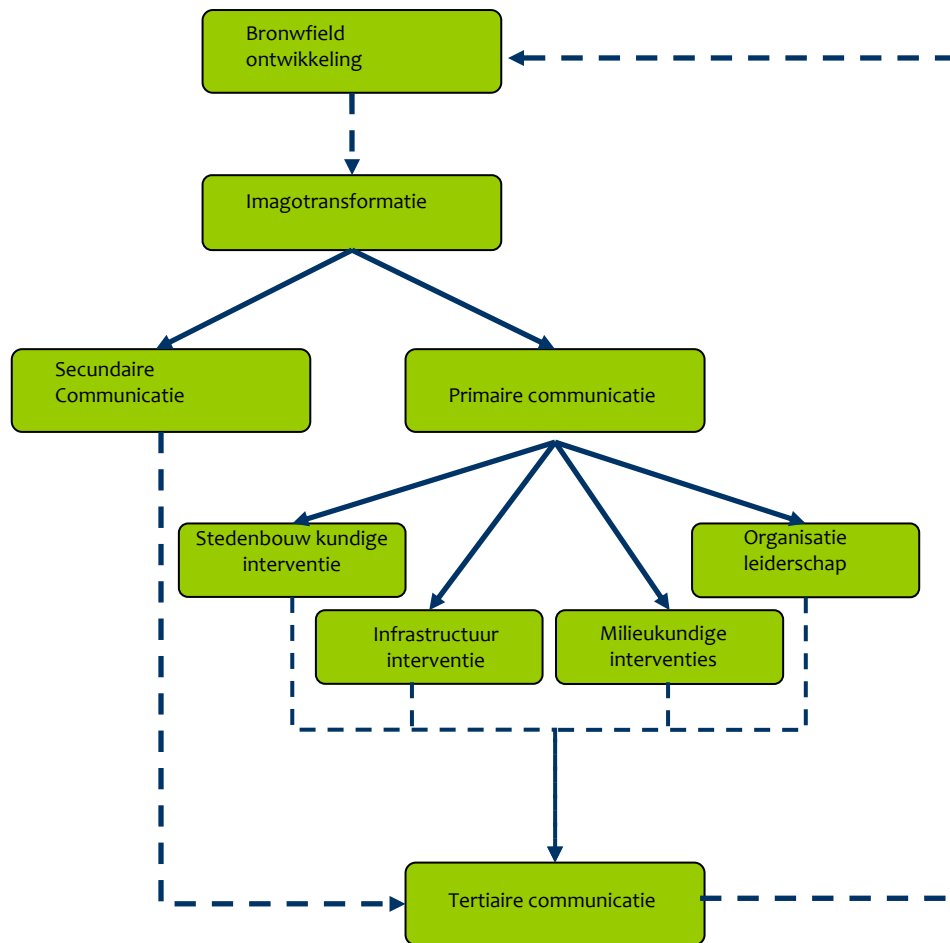 Bronwfield
ontwikkeling
Imagotransformatie
Secundaire
Communicatie
Primaire communicatie
Stedenbouw kundige
interventie
Organisatie
leiderschap
Infrastructuur
interventie
Milieukundige
interventies
Tertiaire communicatie